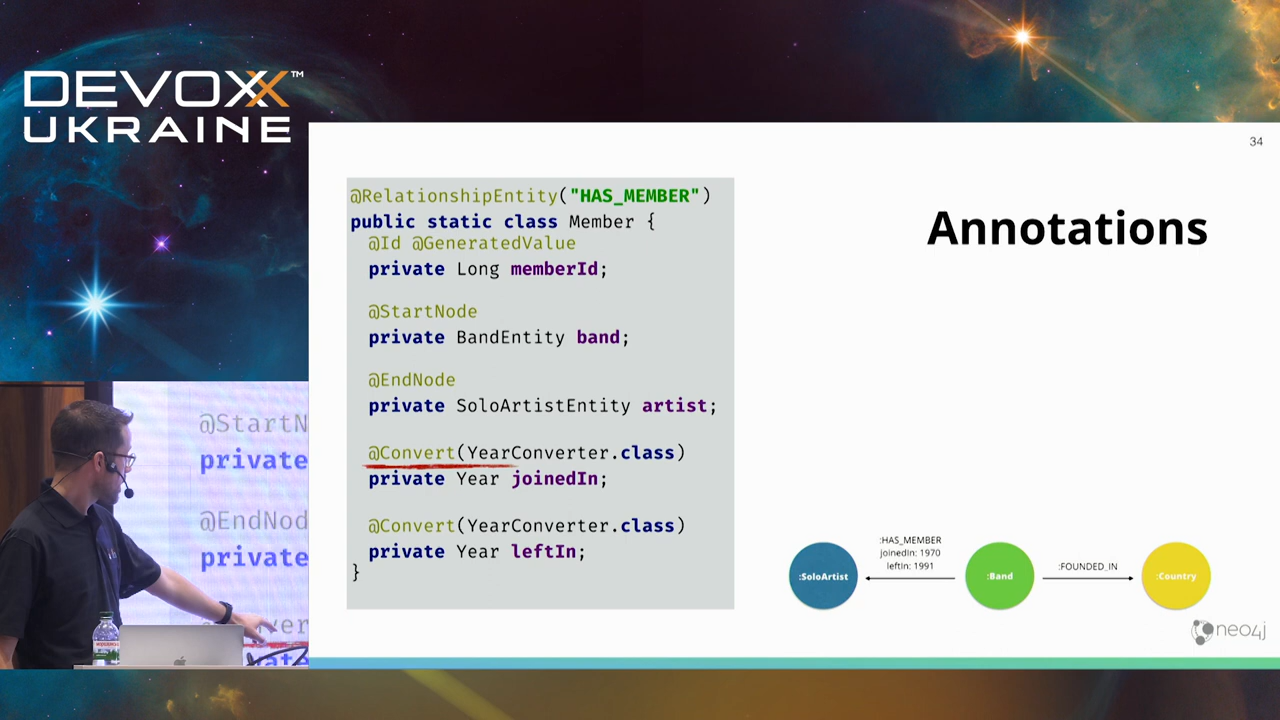 DEVOXX™
UKRAINE
34
@RelationshipEntity("HAS_MEMBER")
public static class Member {
@Id @GeneratedValue
private Long memberId;
@StartNode
private BandEntity band;
@EndNode
private SoloArtistEntity artist;
@Convert(YearConverter.class)
private Year joinedIn;
@Convert(YearConverter.class)
private Year leftIn;
}
Annotations
:HAS_MEMBER
joinedIn: 1970
leftIn: 1991
:SoloArtist
:Band
:FOUNDED_IN
:Country
neo4j
@StartN
private
@EndNod
private